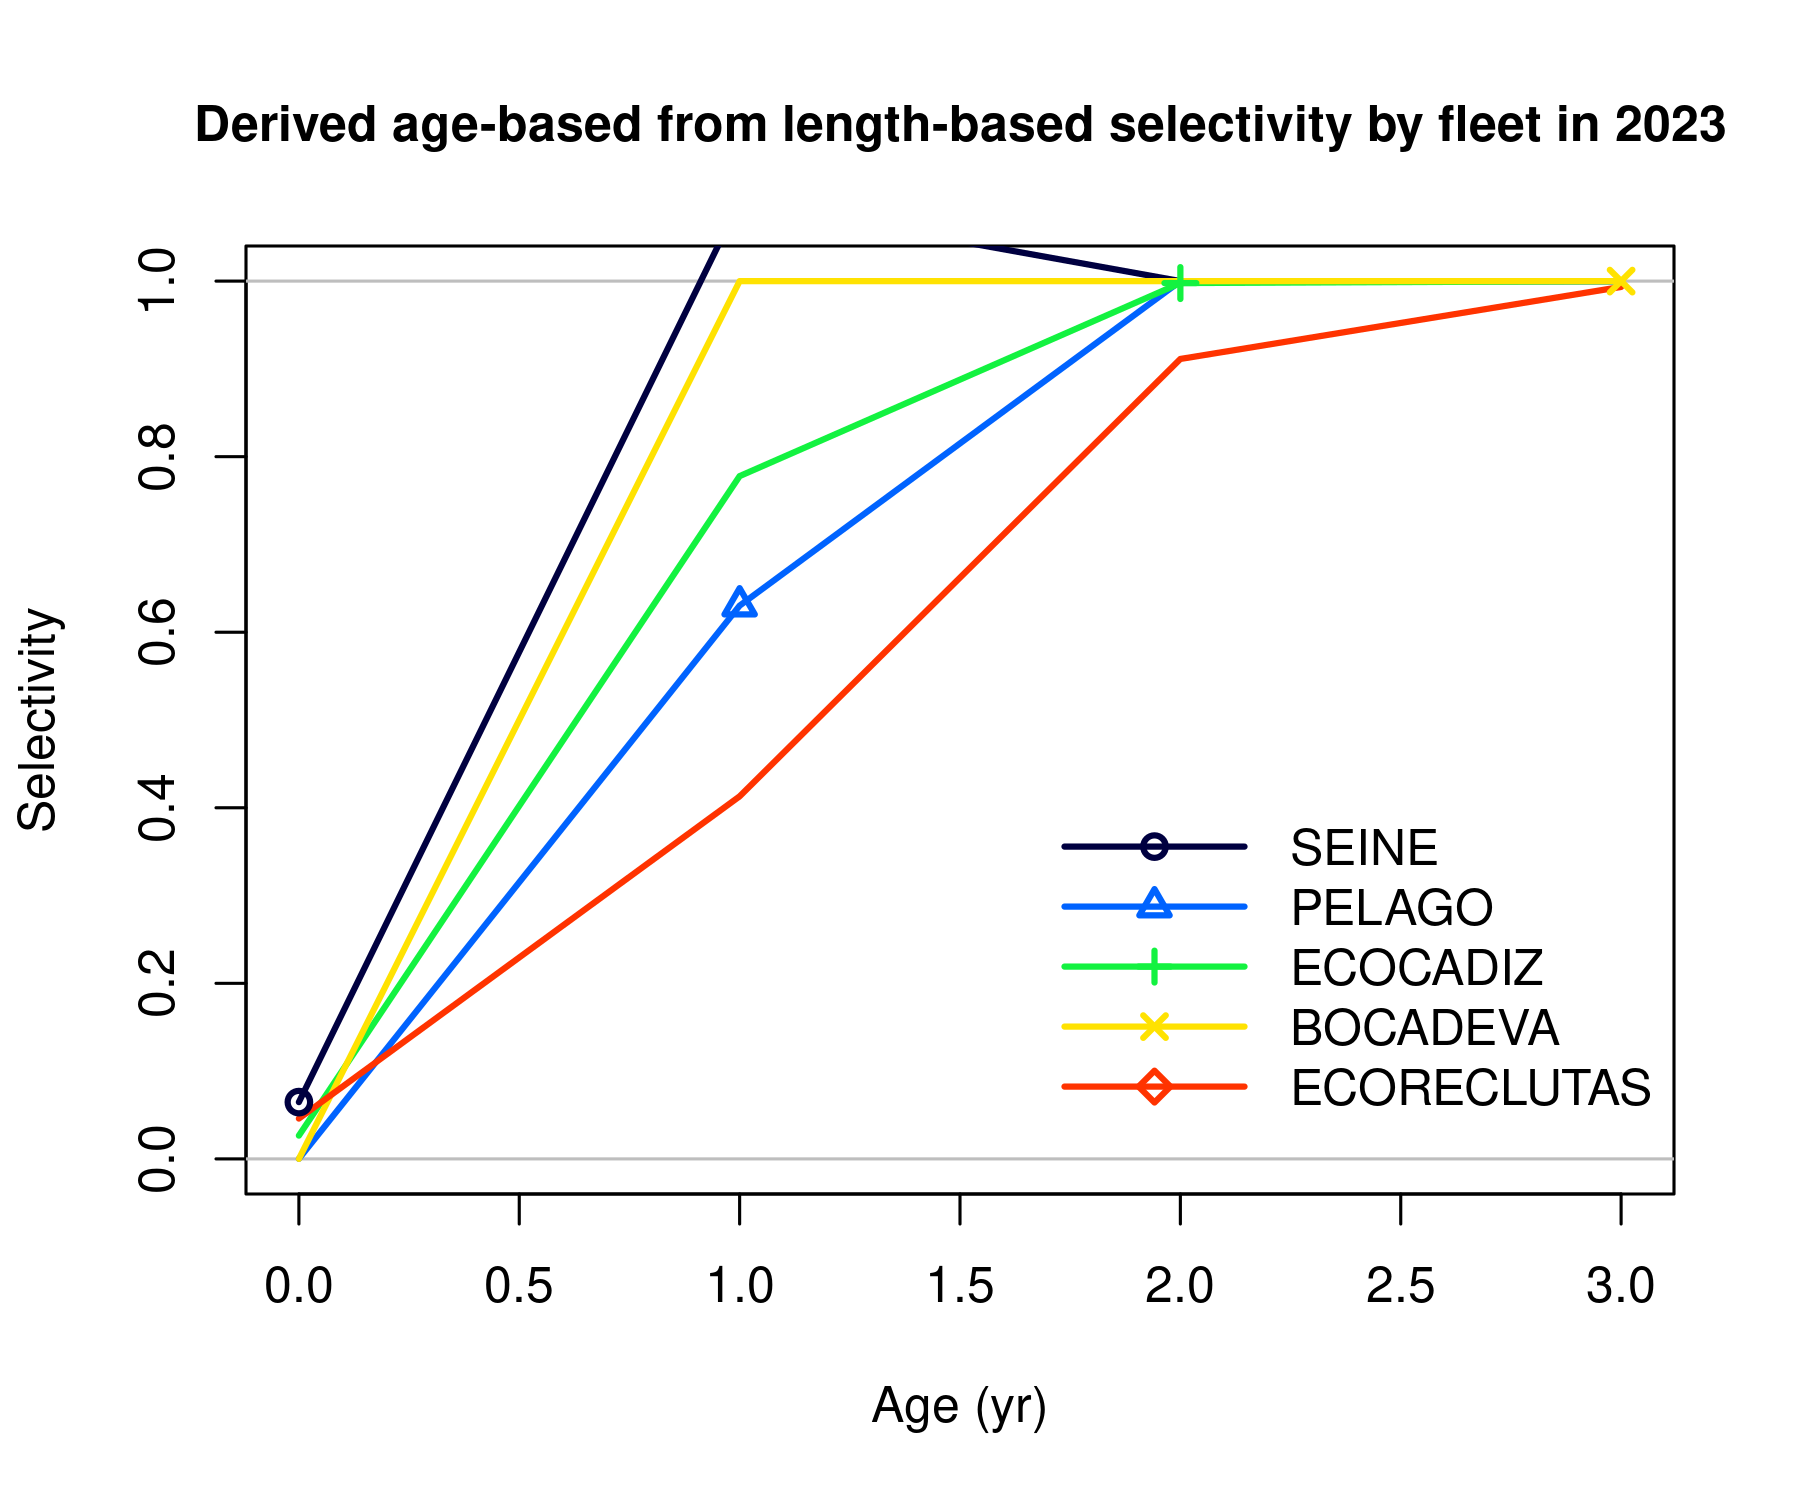 Derived age-based from length-based selectivity by fleet in 2023
Selectivity
1.0
0.8
0.6
0.4
0.2
0.0
SEINE
PELAGO
ECOCADIZ
BOCADEVA
ECORECLUTAS
0.0 0.5 1.0 1.5 2.0 2.5 3.0
Age (yr)